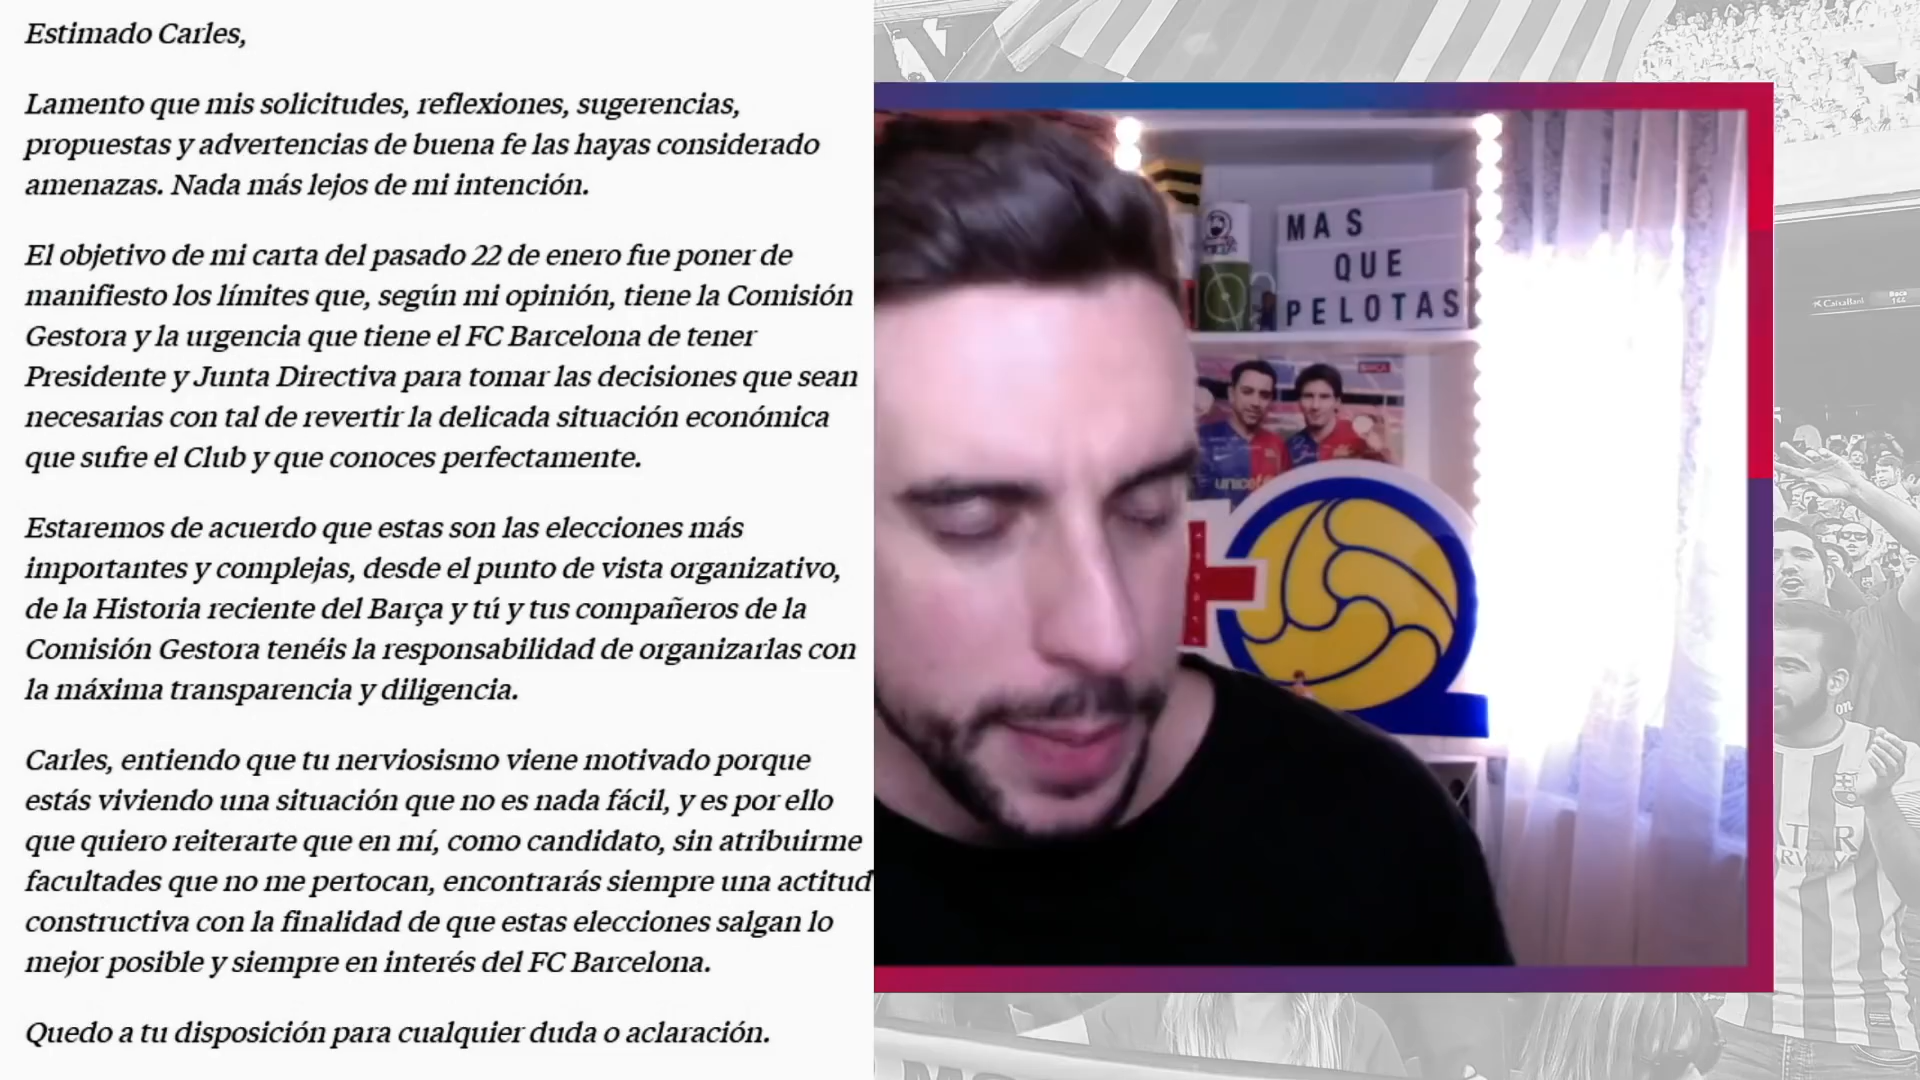 Estimado Carles,
Lamento que mis solicitudes, reflexiones, sugerencias,
propuestas y advertencias de buena fe las hayas considerado
amenazas. Nada más lejos de mi intención.
El objetivo de mi carta del pasado 22 de enero fue poner de
manifiesto los límites que, según mi opinión, tiene la Comisión
Gestora y la urgencia que tiene el FC Barcelona de tener
Presidente y Junta Directiva para tomar las decisiones que sean
necesarias con tal de revertir la delicada situación económica
que sufre el Club y que conoces perfectamente.
Estaremos de acuerdo que estas son las elecciones más
importantes y complejas, desde el punto de vista organizativo,
de la Historia reciente del Barça y tú y tus compañeros de la
Comisión Gestora tenéis la responsabilidad de organizarlas con
la máxima transparencia y diligencia.
Carles, entiendo que tu nerviosismo viene motivado porque
estás viviendo una situación que no es nada fácil, y es por ello
que quiero reiterarte que en mí, como candidato, sin atribuirme
facultades que no me pertocan, encontrarás siempre una actitud
constructiva con la finalidad de que estas elecciones salgan lo
mejor posible y siempre en interés del FC Barcelona.
Quedo a tu disposición para cualquier duda o aclaración.
MAS
QUE
PELOTAS
unicef
CaixaBank